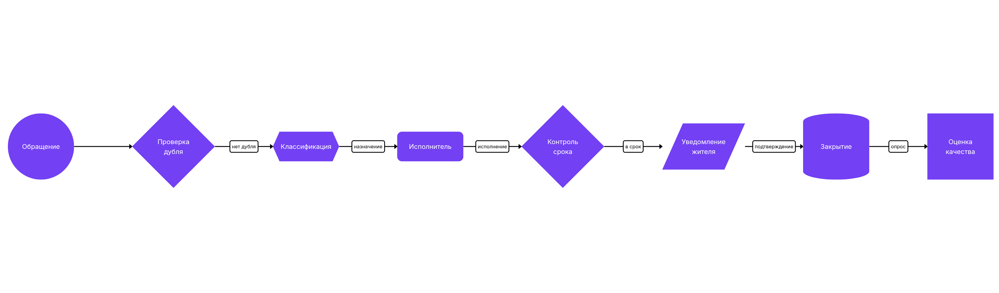 Обращение
Проверка
дубля
нет дубля
Классификация
назначение
Исполнитель
исполнение
Контроль
срока
в срок
Уведомление
жителя
подтверждение
Закрытие
опрос
Оценка
качества